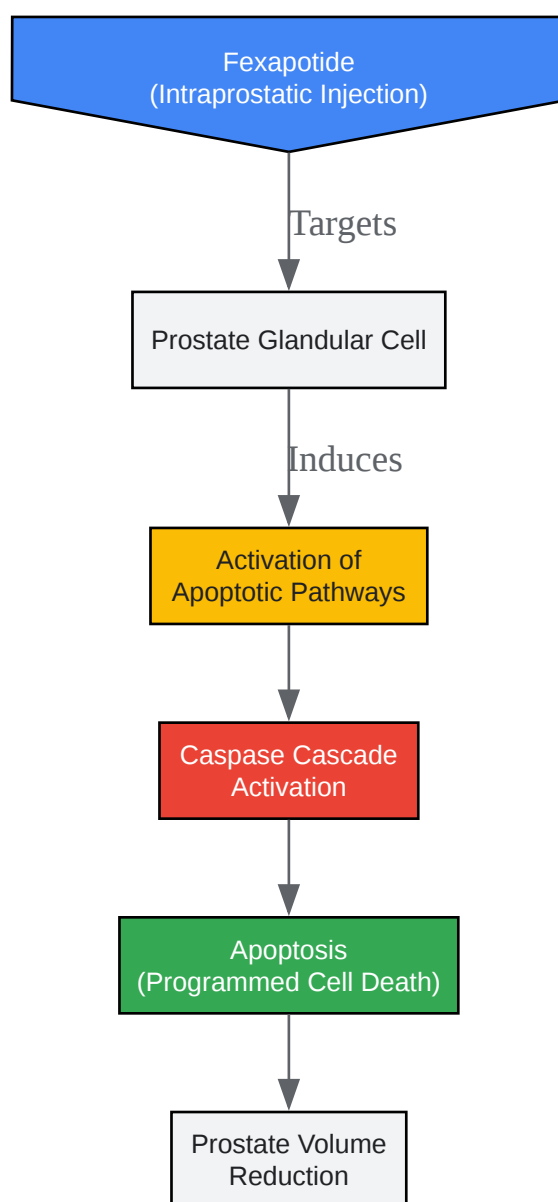 Fexapotide
(Intraprostatic Injection)
Targets
Prostate Glandular Cell
Induces
Activation of
Apoptotic Pathways
Caspase Cascade
Activation
Apoptosis
(Programmed Cell Death)
Prostate Volume
Reduction